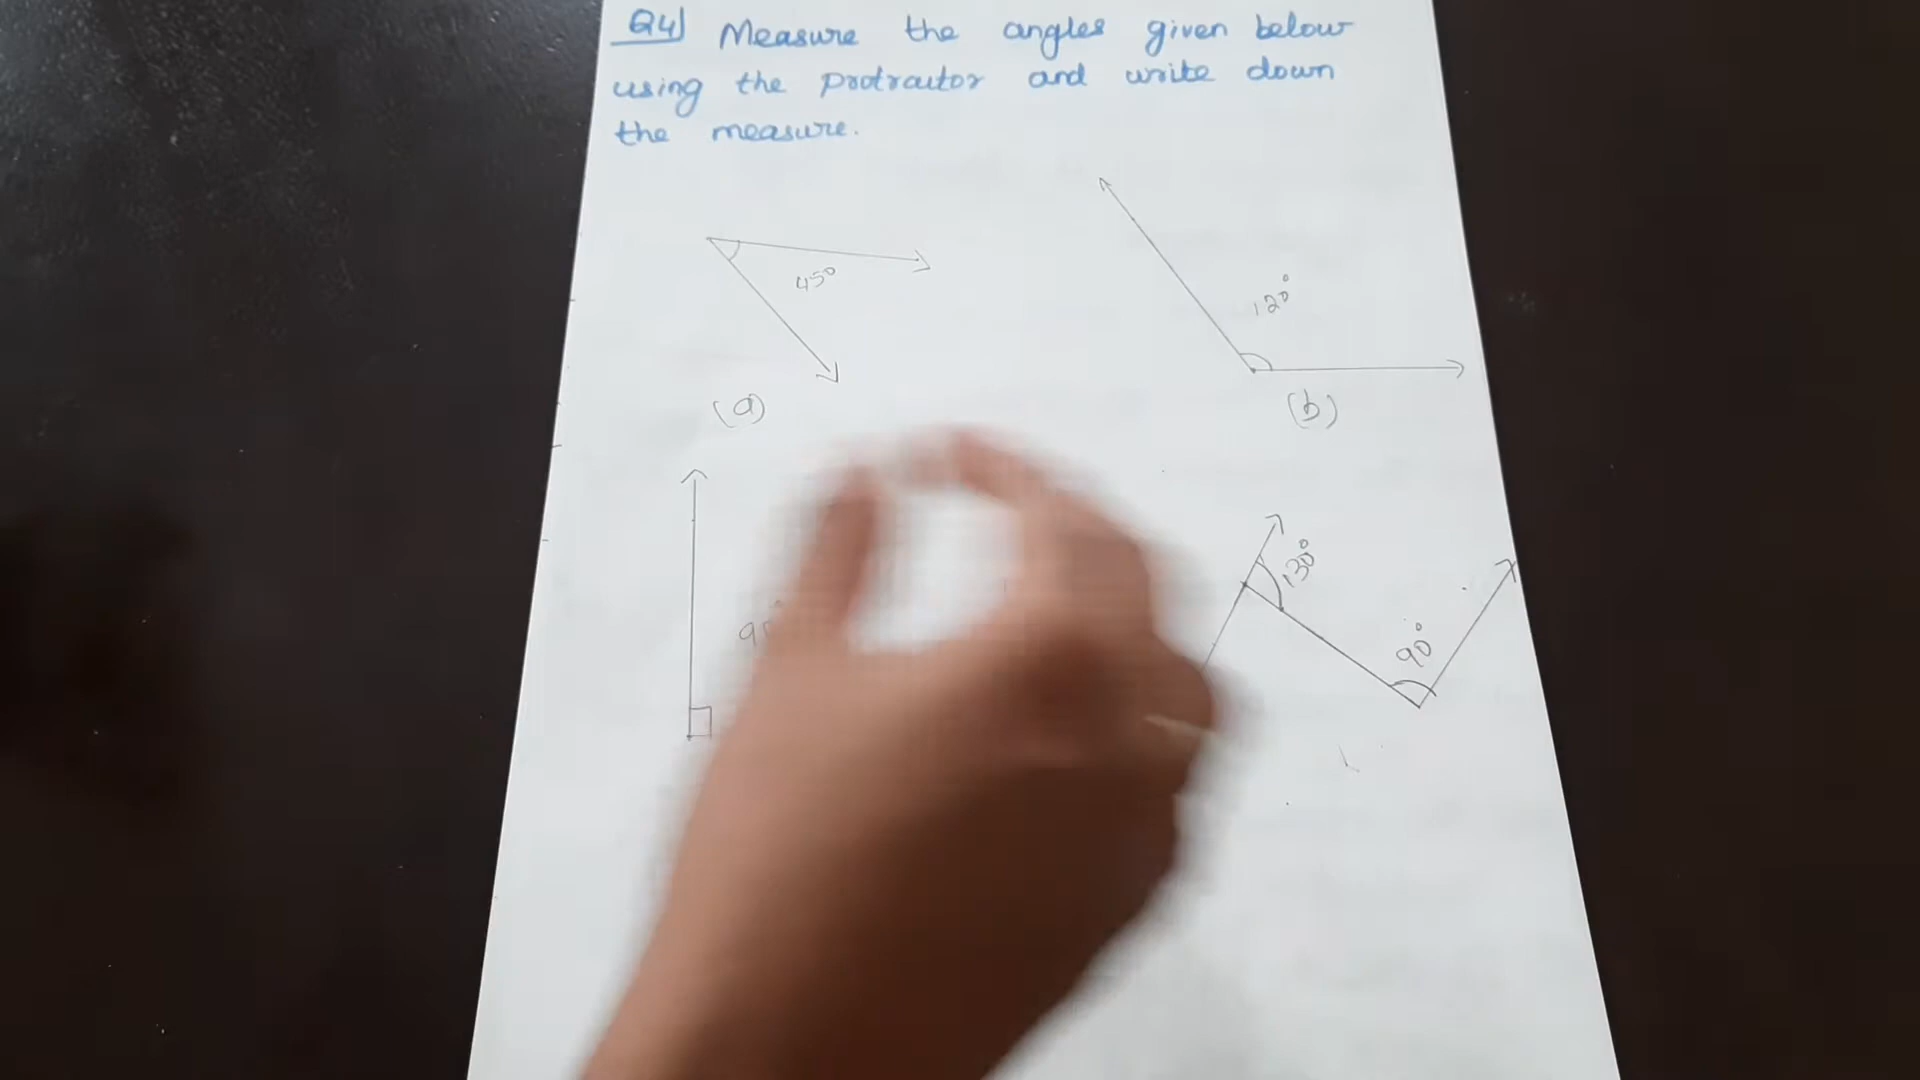 Q4) Measure the angles given below
using the protractor and write down
the measure.
45°
120°
(a)
(b)
130°
90°